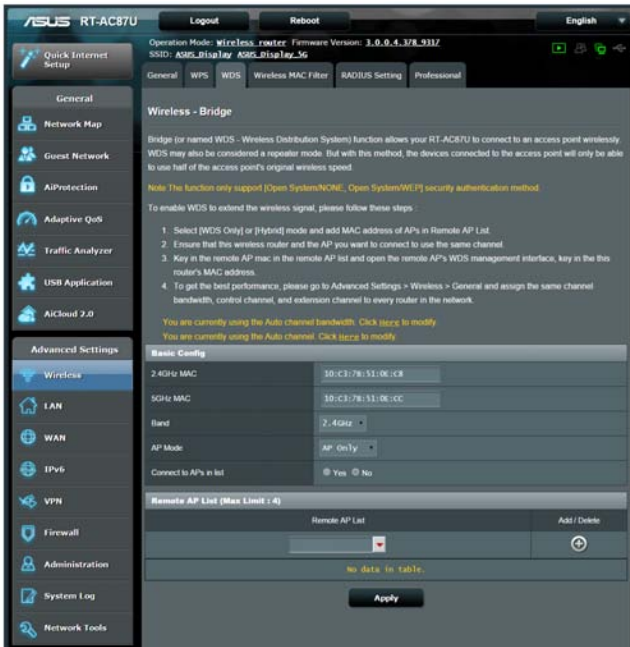 ASUS RT-AC87U
Logout
Reboot
English
Quick Internet Setup
Operation Mode: Wireless router Firmware Version: 3.0.0.4.378_9317
SSID: ASUS_Display ASUS_Display_5G
General WPS WDS Wireless MAC Filter RADIUS Setting Professional
General
Network Map
Guest Network
AiProtection
Adaptive QoS
Traffic Analyzer
USB Application
AiCloud 2.0
Advanced Settings
Wireless
LAN
WAN
IPv6
VPN
Firewall
Administration
System Log
Network Tools
Wireless - Bridge
Bridge (or named WDS - Wireless Distribution System) function allows your RT-AC87U to connect to an access point wirelessly.
WDS may also be considered a repeater mode. But with this method, the devices connected to the access point will only be able
to use half of the access point's original wireless speed.
Note The function only support [Open System/NONE, Open System/WEP] security authentication method.
To enable WDS to extend the wireless signal, please follow these steps :
1. Select [WDS Only] or [Hybrid] mode and add MAC address of APs in Remote AP List.
2. Ensure that this wireless router and the AP you want to connect to use the same channel.
3. Key in the remote AP mac in the remote AP list and open the remote AP's WDS management interface, key in the this
router's MAC address.
4. To get the best performance, please go to Advanced Settings > Wireless > General and assign the same channel
bandwidth, control channel, and extension channel to every router in the network.
You are currently using the Auto channel bandwidth. Click Here to modify.
You are currently using the Auto channel. Click Here to modify.
Basic Config
2.4GHz MAC 10:C3:7B:51:0E:C8
5GHz MAC 10:C3:7B:51:0E:CC
Band 2.4GHz
AP Mode AP Only
Connect to APs in list Yes No
Remote AP List (Max Limit : 4)
Remote AP List Add / Delete
No data in table.
Apply